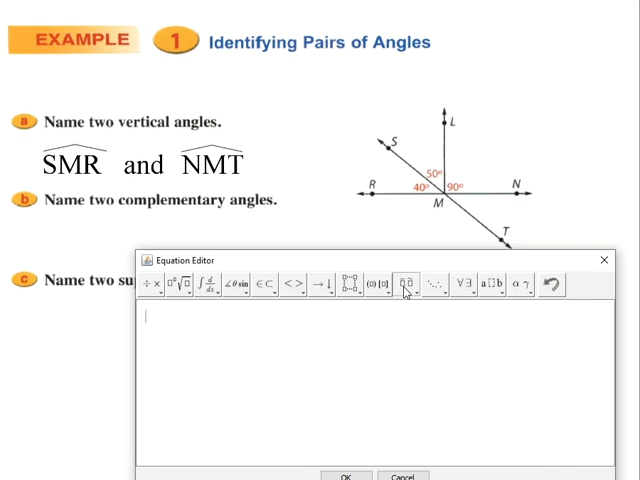 EXAMPLE 1 Identifying Pairs of Angles
a Name two vertical angles.
SMR and NMT
b Name two complementary angles.
c Name two su
L
S
50°
R 40° 90° N
M
T
Equation Editor
OK Cancel